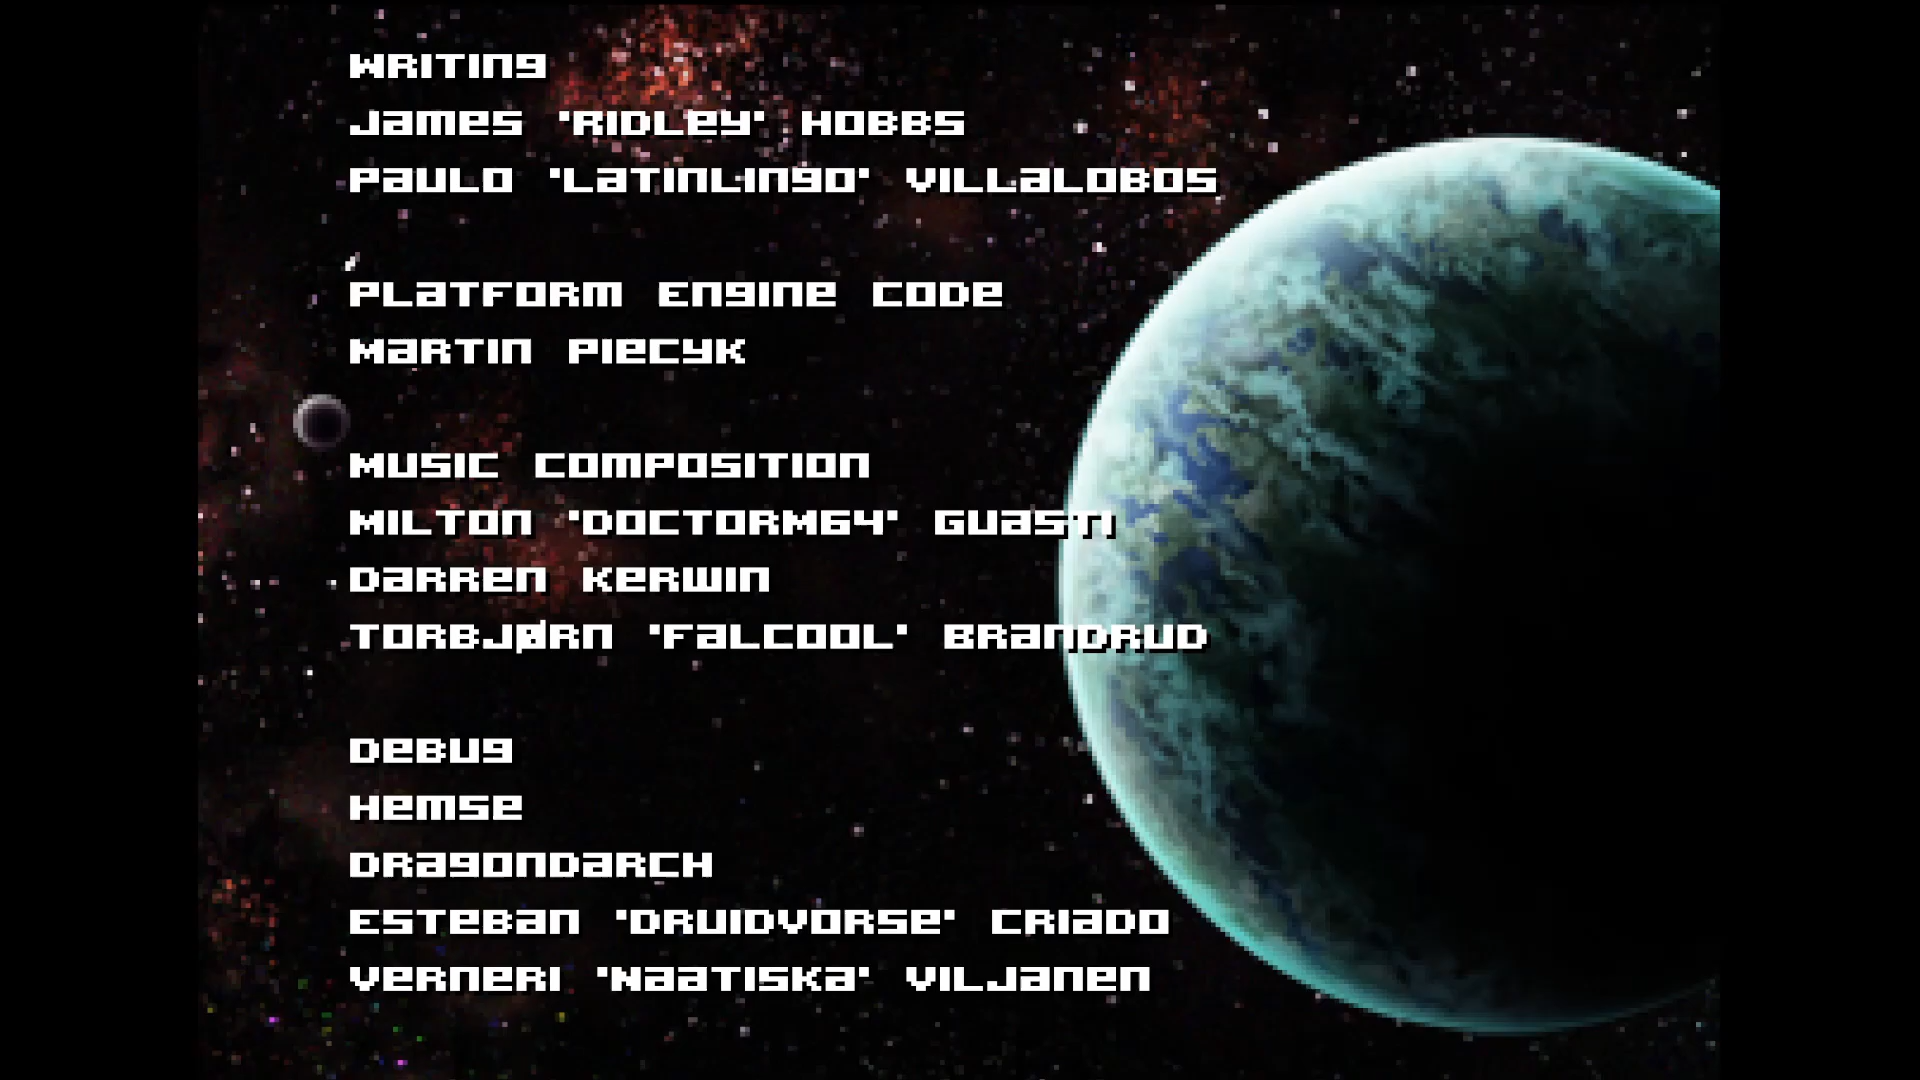 WRITING
JAMES 'RIDLEY' HOBBS
PAULO 'LATINLINGO' VILLALOBOS
PLATFORM ENGINE CODE
MARTIN PIECYK
MUSIC COMPOSITION
MILTON 'DOCTORM64' GUASTI
DARREN KERWIN
TORBJØRN 'FALCOOL' BRANDRUD
DEBUG
HEMSE
DRAGONDARCH
ESTEBAN 'DRUIDVORSE' CRIADO
VERNERI 'NAATISKA' VILJANEN